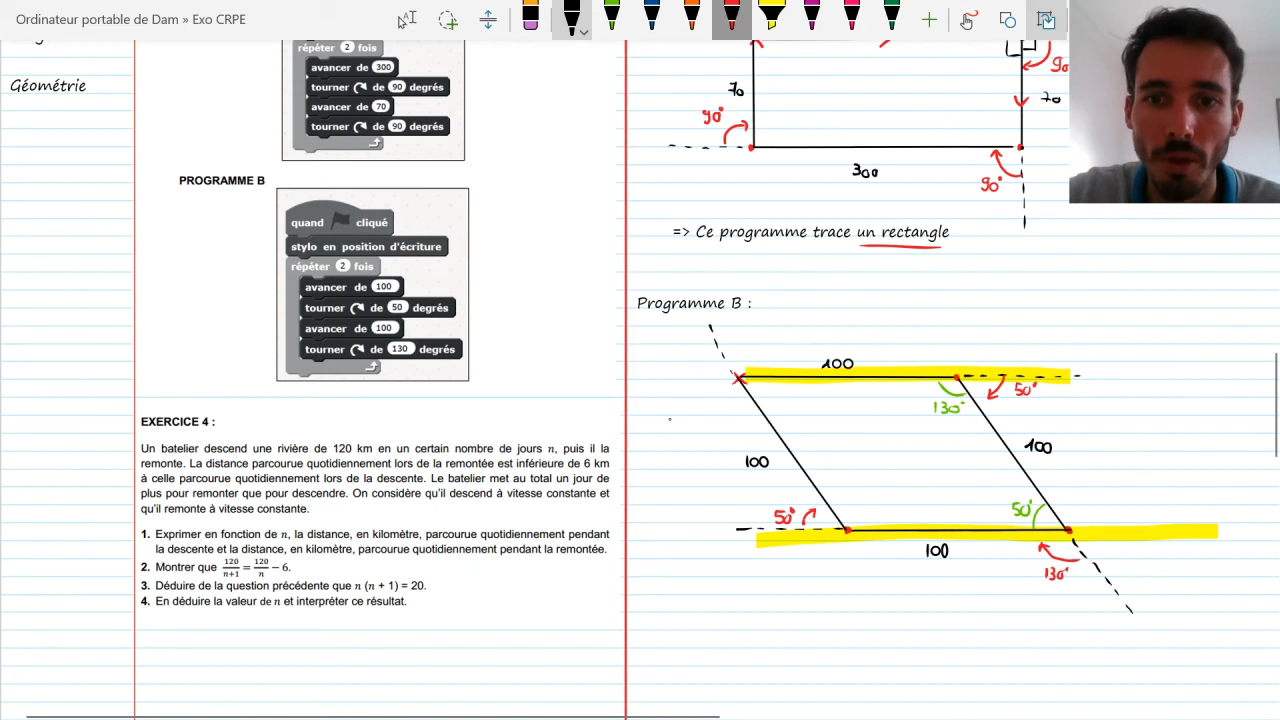 Ordinateur portable de Dam » Exo CRPE
Géométrie
répéter 2 fois
avancer de 300
tourner de 90 degrés
avancer de 70
tourner de 90 degrés
PROGRAMME B
quand cliqué
stylo en position d'écriture
répéter 2 fois
avancer de 100
tourner de 50 degrés
avancer de 100
tourner de 130 degrés
EXERCICE 4 :
Un batelier descend une rivière de 120 km en un certain nombre de jours n, puis il la
remonte. La distance parcourue quotidiennement lors de la remontée est inférieure de 6 km
à celle parcourue quotidiennement lors de la descente. Le batelier met au total un jour de
plus pour remonter que pour descendre. On considère qu'il descend à vitesse constante et
qu'il remonte à vitesse constante.
1. Exprimer en fonction de n, la distance, en kilomètre, parcourue quotidiennement pendant
la descente et la distance, en kilomètre, parcourue quotidiennement pendant la remontée.
2. Montrer que 120/n+1 = 120/n − 6.
3. Déduire de la question précédente que n (n + 1) = 20.
4. En déduire la valeur de n et interpréter ce résultat.
90
70
70
90°
300
90°
=> Ce programme trace un rectangle
Programme B :
100
50°
130°
100
100
50°
50°
100
130°